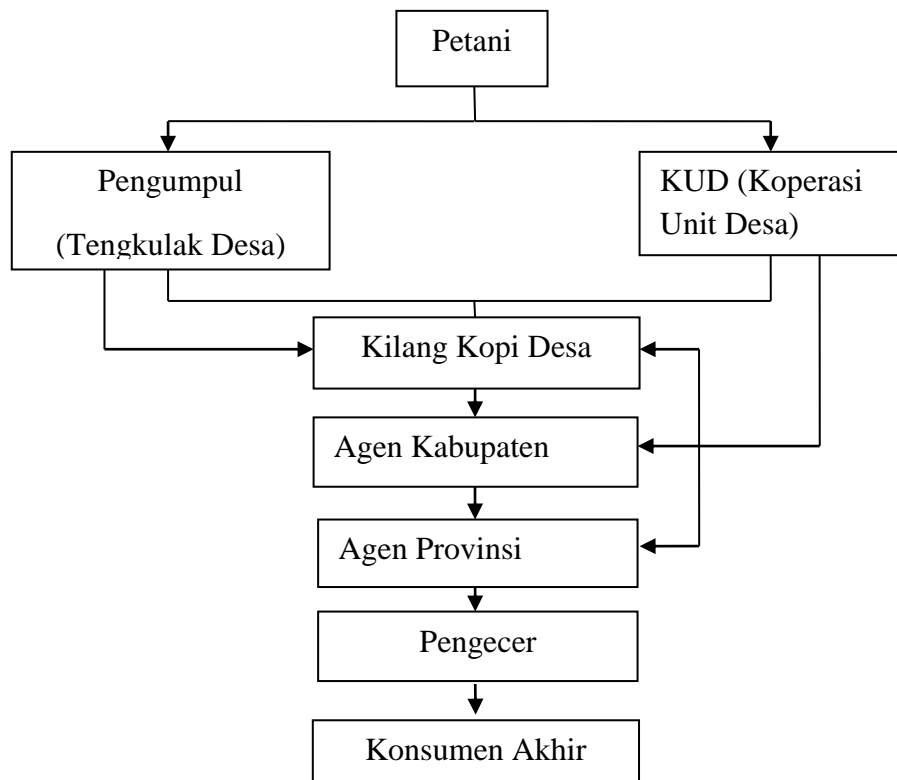 Petani
Pengumpul
(Tengkulak Desa)
KUD (Koperasi
Unit Desa)
Kilang Kopi Desa
Agen Kabupaten
Agen Provinsi
Pengecer
Konsumen Akhir